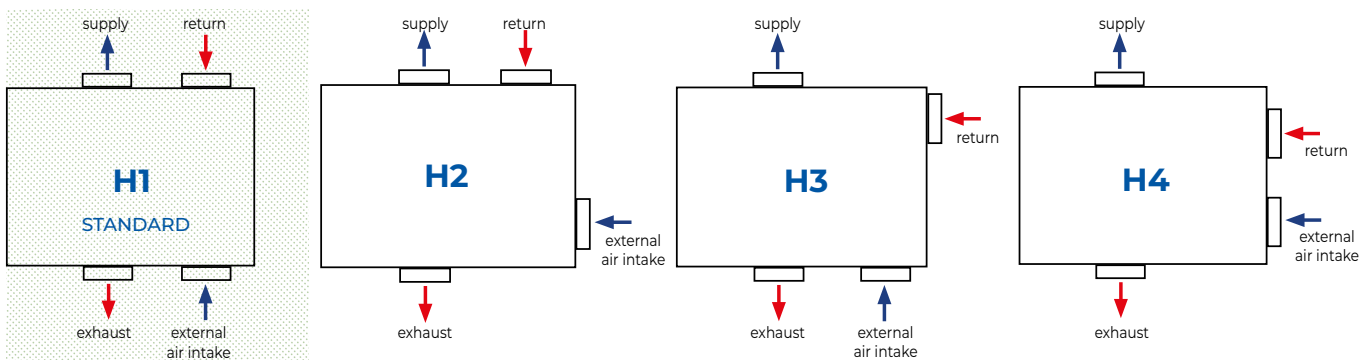 supply
return
H1
STANDARD
exhaust
external
air intake
supply
return
H2
external
air intake
exhaust
supply
return
H3
exhaust
external
air intake
supply
return
H4
external
air intake
exhaust